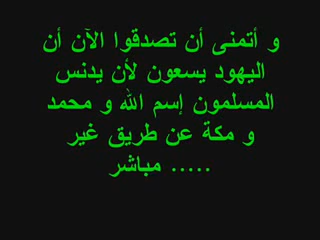 و أتمنى أن تصدقوا الآن أن
اليهود يسعون لأن يدنس
المسلمون إسم الله و محمد
و مكة عن طريق غير
مباشر .....